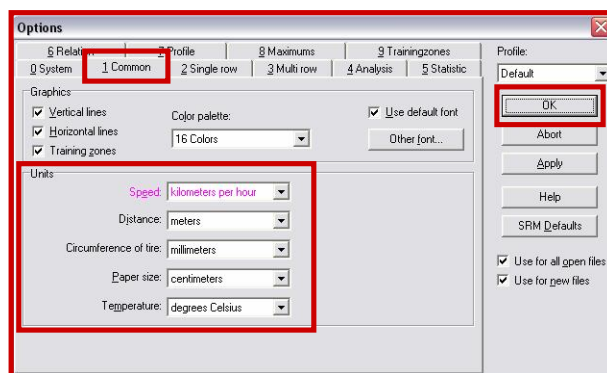 Options
6 Relation 7 Profile 8 Maximums 9 Trainingzones
0 System 1 Common 2 Single row 3 Multi row 4 Analysis 5 Statistic
Graphics
Vertical lines
Horizontal lines
Training zones
Color palette:
16 Colors
Use default font
Other font...
Units
Speed: kilometers per hour
Distance: meters
Circumference of tire: millimeters
Paper size: centimeters
Temperature: degrees Celsius
Profile:
Default
OK
Abort
Apply
Help
SRM Defaults
Use for all open files
Use for new files